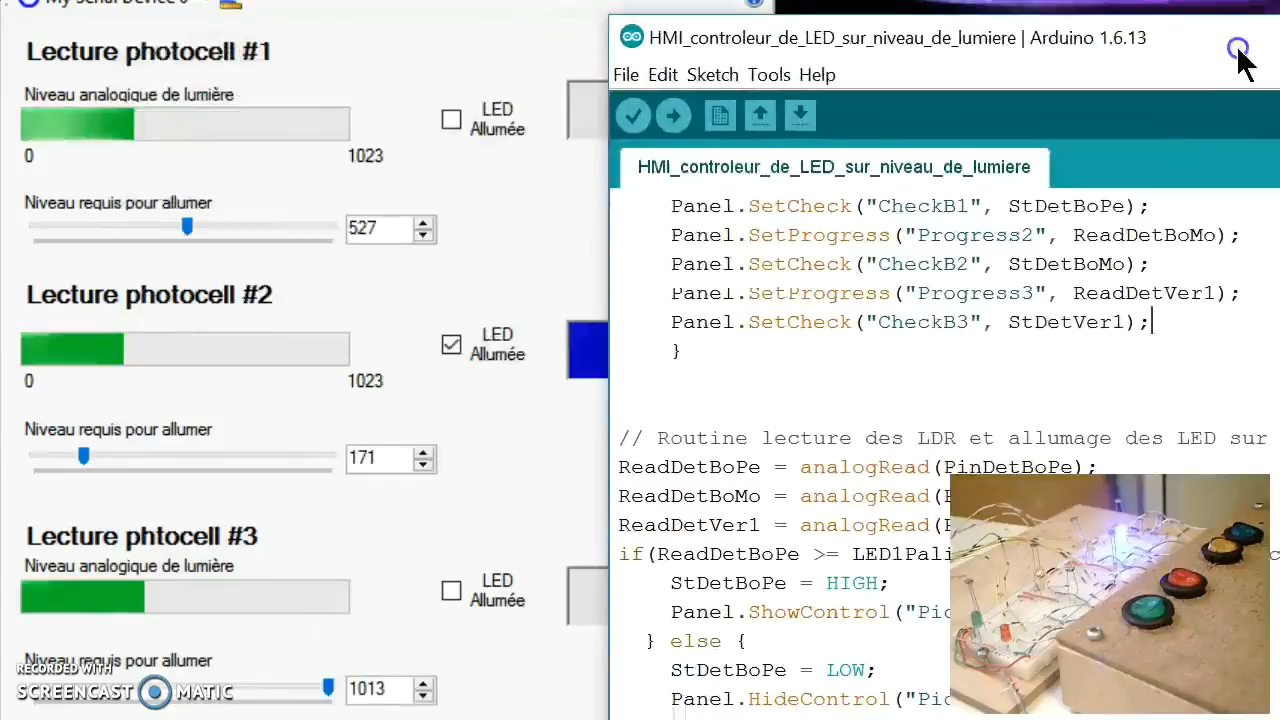 My Serial Device 0
Lecture photocell #1
Niveau analogique de lumière
LED
Allumée
0
1023
Niveau requis pour allumer
527
Lecture photocell #2
LED
Allumée
0
1023
Niveau requis pour allumer
171
Lecture phtocell #3
Niveau analogique de lumière
LED
Allumée
Niveau requis pour allumer
1013
RECORDED WITH
SCREENCAST MATIC
HMI_controleur_de_LED_sur_niveau_de_lumiere | Arduino 1.6.13
File Edit Sketch Tools Help
HMI_controleur_de_LED_sur_niveau_de_lumiere
Panel.SetCheck("CheckB1", StDetBoPe);
Panel.SetProgress("Progress2", ReadDetBoMo);
Panel.SetCheck("CheckB2", StDetBoMo);
Panel.SetProgress("Progress3", ReadDetVer1);
Panel.SetCheck("CheckB3", StDetVer1);
}
// Routine lecture des LDR et allumage des LED sur
ReadDetBoPe = analogRead(PinDetBoPe);
ReadDetBoMo = analogRead(
ReadDetVer1 = analogRead(
if(ReadDetBoPe >= LED1Pali
StDetBoPe = HIGH;
Panel.ShowControl("Pic
} else {
StDetBoPe = LOW;
Panel.HideControl("Pic